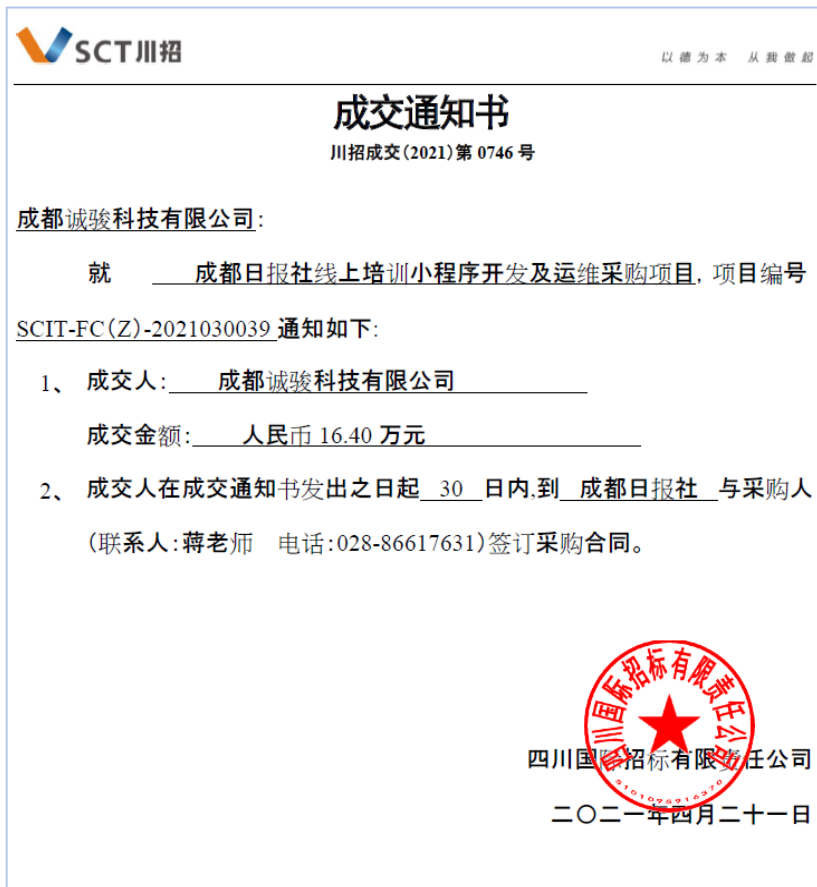 SCT川招
以德为本 从我做起
成交通知书
川招成交(2021)第 0746 号
成都诚骏科技有限公司:
就 成都日报社线上培训小程序开发及运维采购项目, 项目编号
SCIT-FC(Z)-2021030039 通知如下:
1、 成交人: 成都诚骏科技有限公司
成交金额: 人民币 16.40 万元
2、 成交人在成交通知书发出之日起 30 日内,到 成都日报社 与采购人
(联系人:蒋老师 电话:028-86617631)签订采购合同。
四川国际招标有限责任公司
四川国际招标有限责任公司
二〇二一年四月二十一日